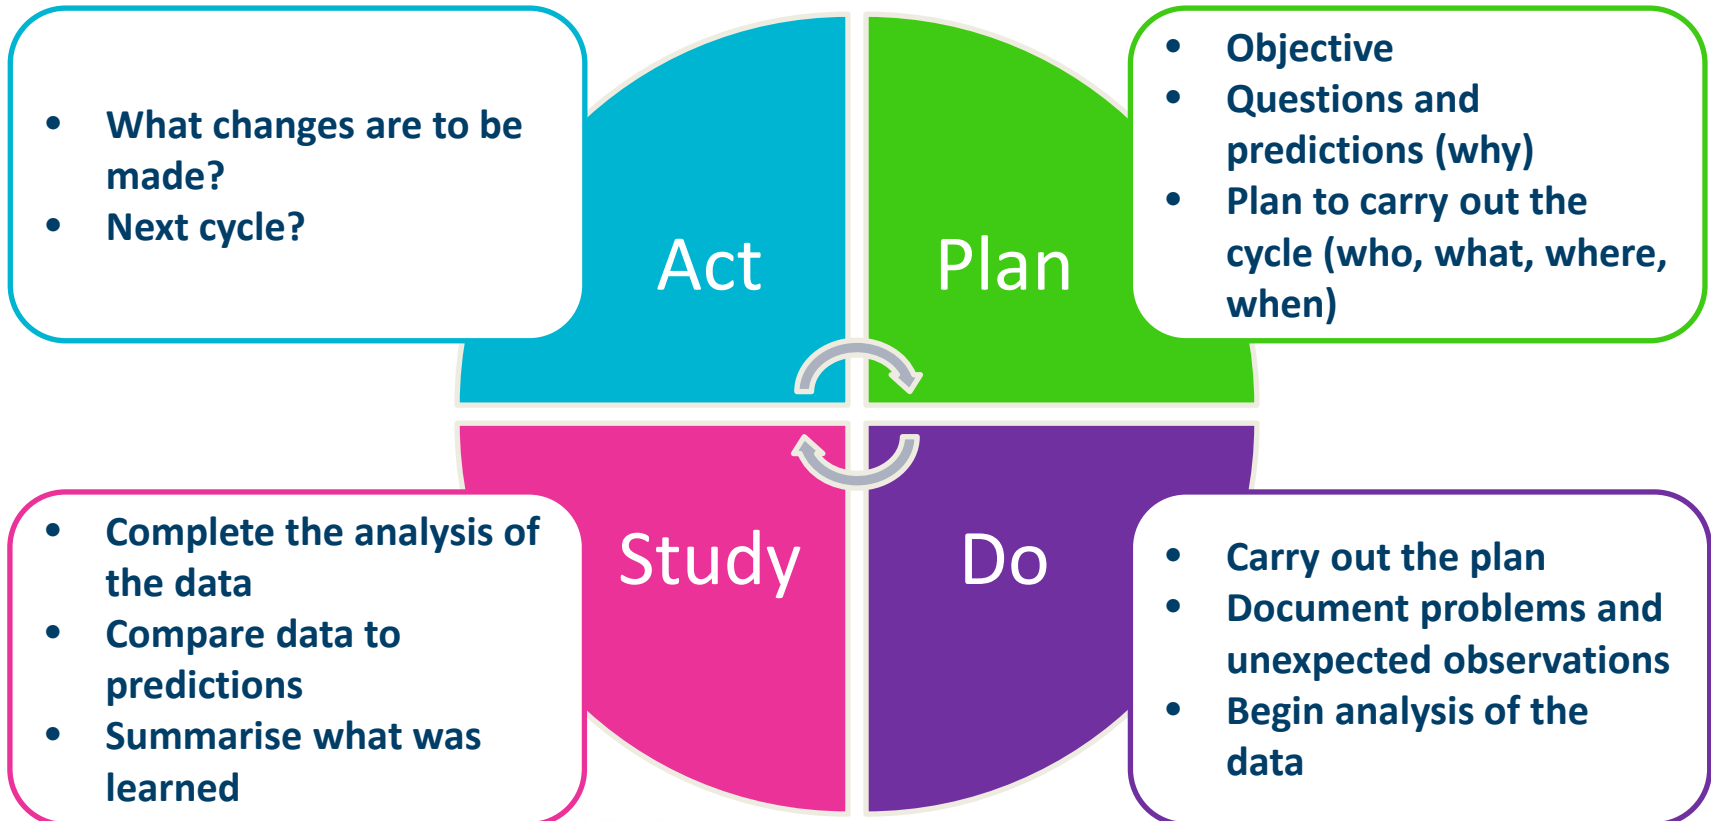 • What changes are to be
made?
• Next cycle?
Act
Plan
• Objective
• Questions and
predictions (why)
• Plan to carry out the
cycle (who, what, where,
when)
• Complete the analysis of
the data
• Compare data to
predictions
• Summarise what was
learned
Study
Do
• Carry out the plan
• Document problems and
unexpected observations
• Begin analysis of the
data